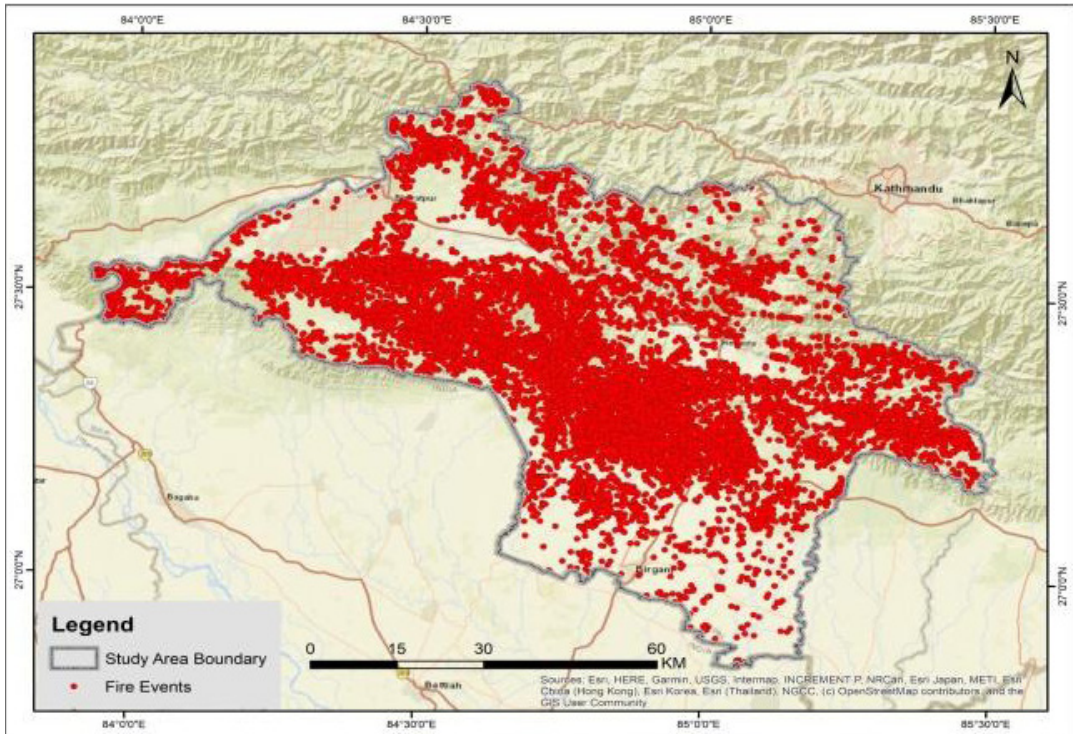 84°0'0"E 84°30'0"E 85°0'0"E 85°30'0"E
N
Kathmandu
Bhaktapur
27°30'0"N 27°30'0"N
INDIA
Bagaha
27°0'0"N 27°0'0"N
Birganj
Legend
Study Area Boundary
Fire Events
0 15 30 60
KM
Bettiah
Sources: Esri, HERE, Garmin, USGS, Intermap, INCREMENT P, NRCan, Esri Japan, METI, Esri
China (Hong Kong), Esri Korea, Esri (Thailand), NGCC, (c) OpenStreetMap contributors, and the
GIS User Community
84°0'0"E 84°30'0"E 85°0'0"E 85°30'0"E